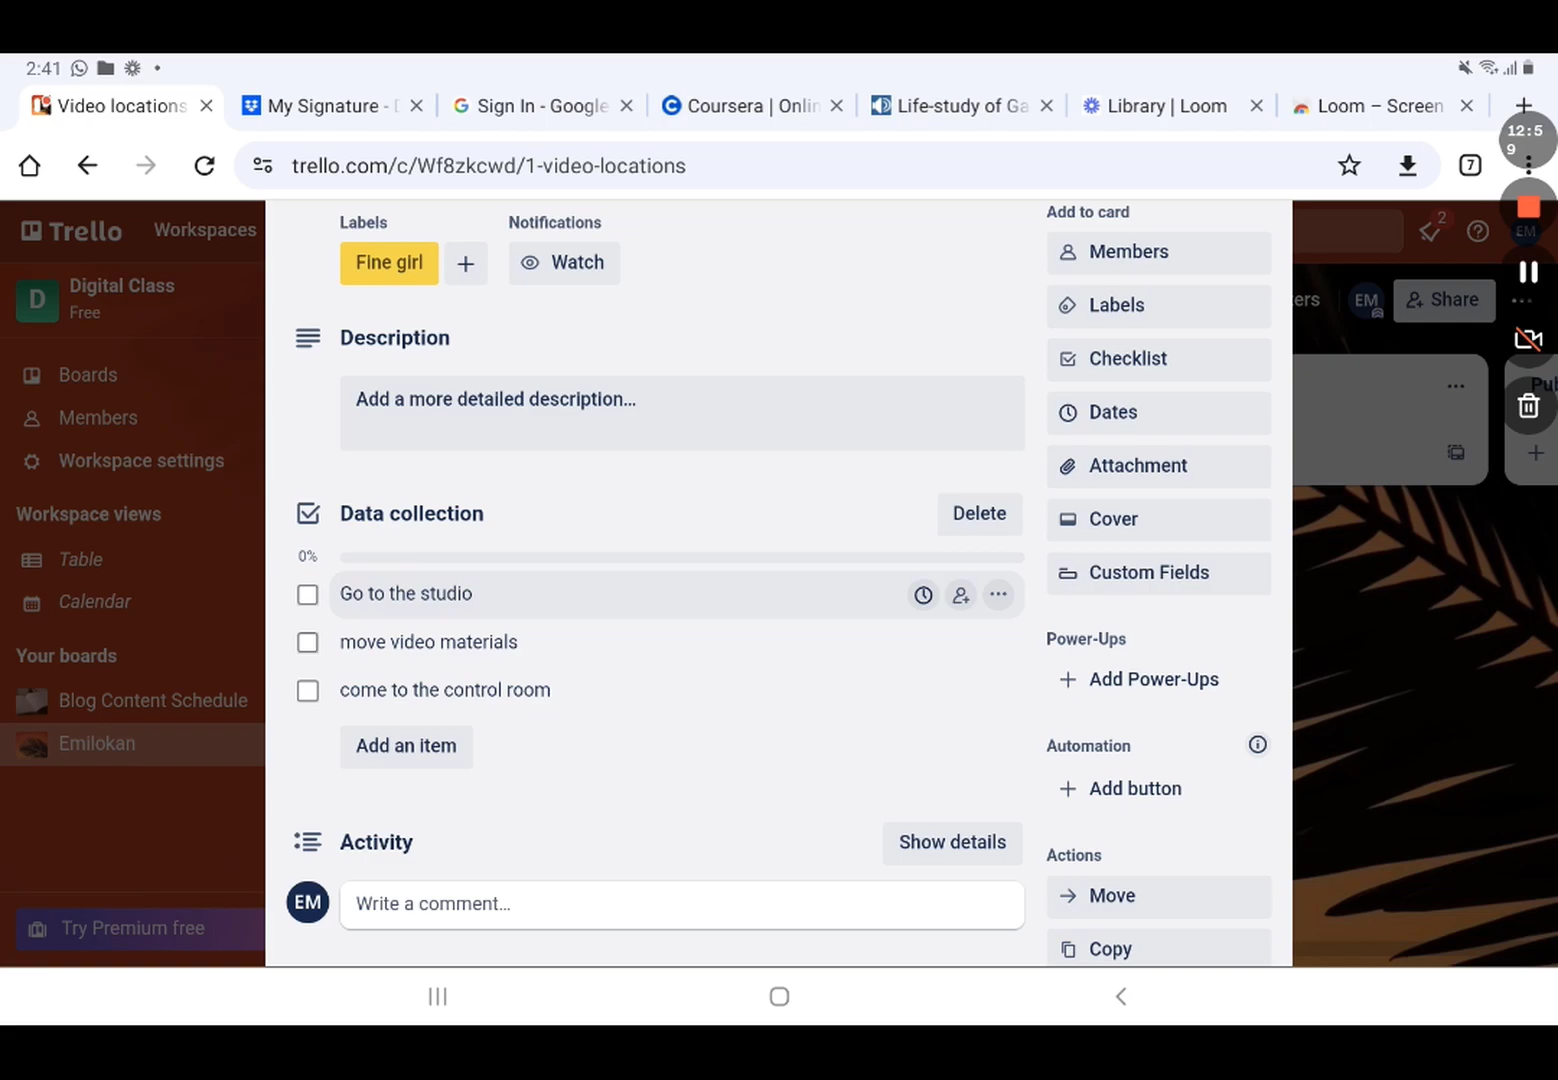 2:41
Video locations
My Signature - D
Sign In - Google
Coursera | Onlin
Life-study of Ga
Library | Loom
Loom – Screen
12:5
9
trello.com/c/Wf8zkcwd/1-video-locations
7
Trello
Workspaces
2
EM
D
Digital Class
Free
ers
EM
Share
Boards
Members
Workspace settings
Workspace views
Table
Calendar
Your boards
Blog Content Schedule
Emilokan
Try Premium free
Labels
Notifications
Fine girl
Watch
Description
Add a more detailed description...
Data collection
Delete
0%
Go to the studio
move video materials
come to the control room
Add an item
Activity
Show details
EM
Write a comment...
Add to card
Members
Labels
Checklist
Dates
Attachment
Cover
Custom Fields
Power-Ups
Add Power-Ups
Automation
Add button
Actions
Move
Copy